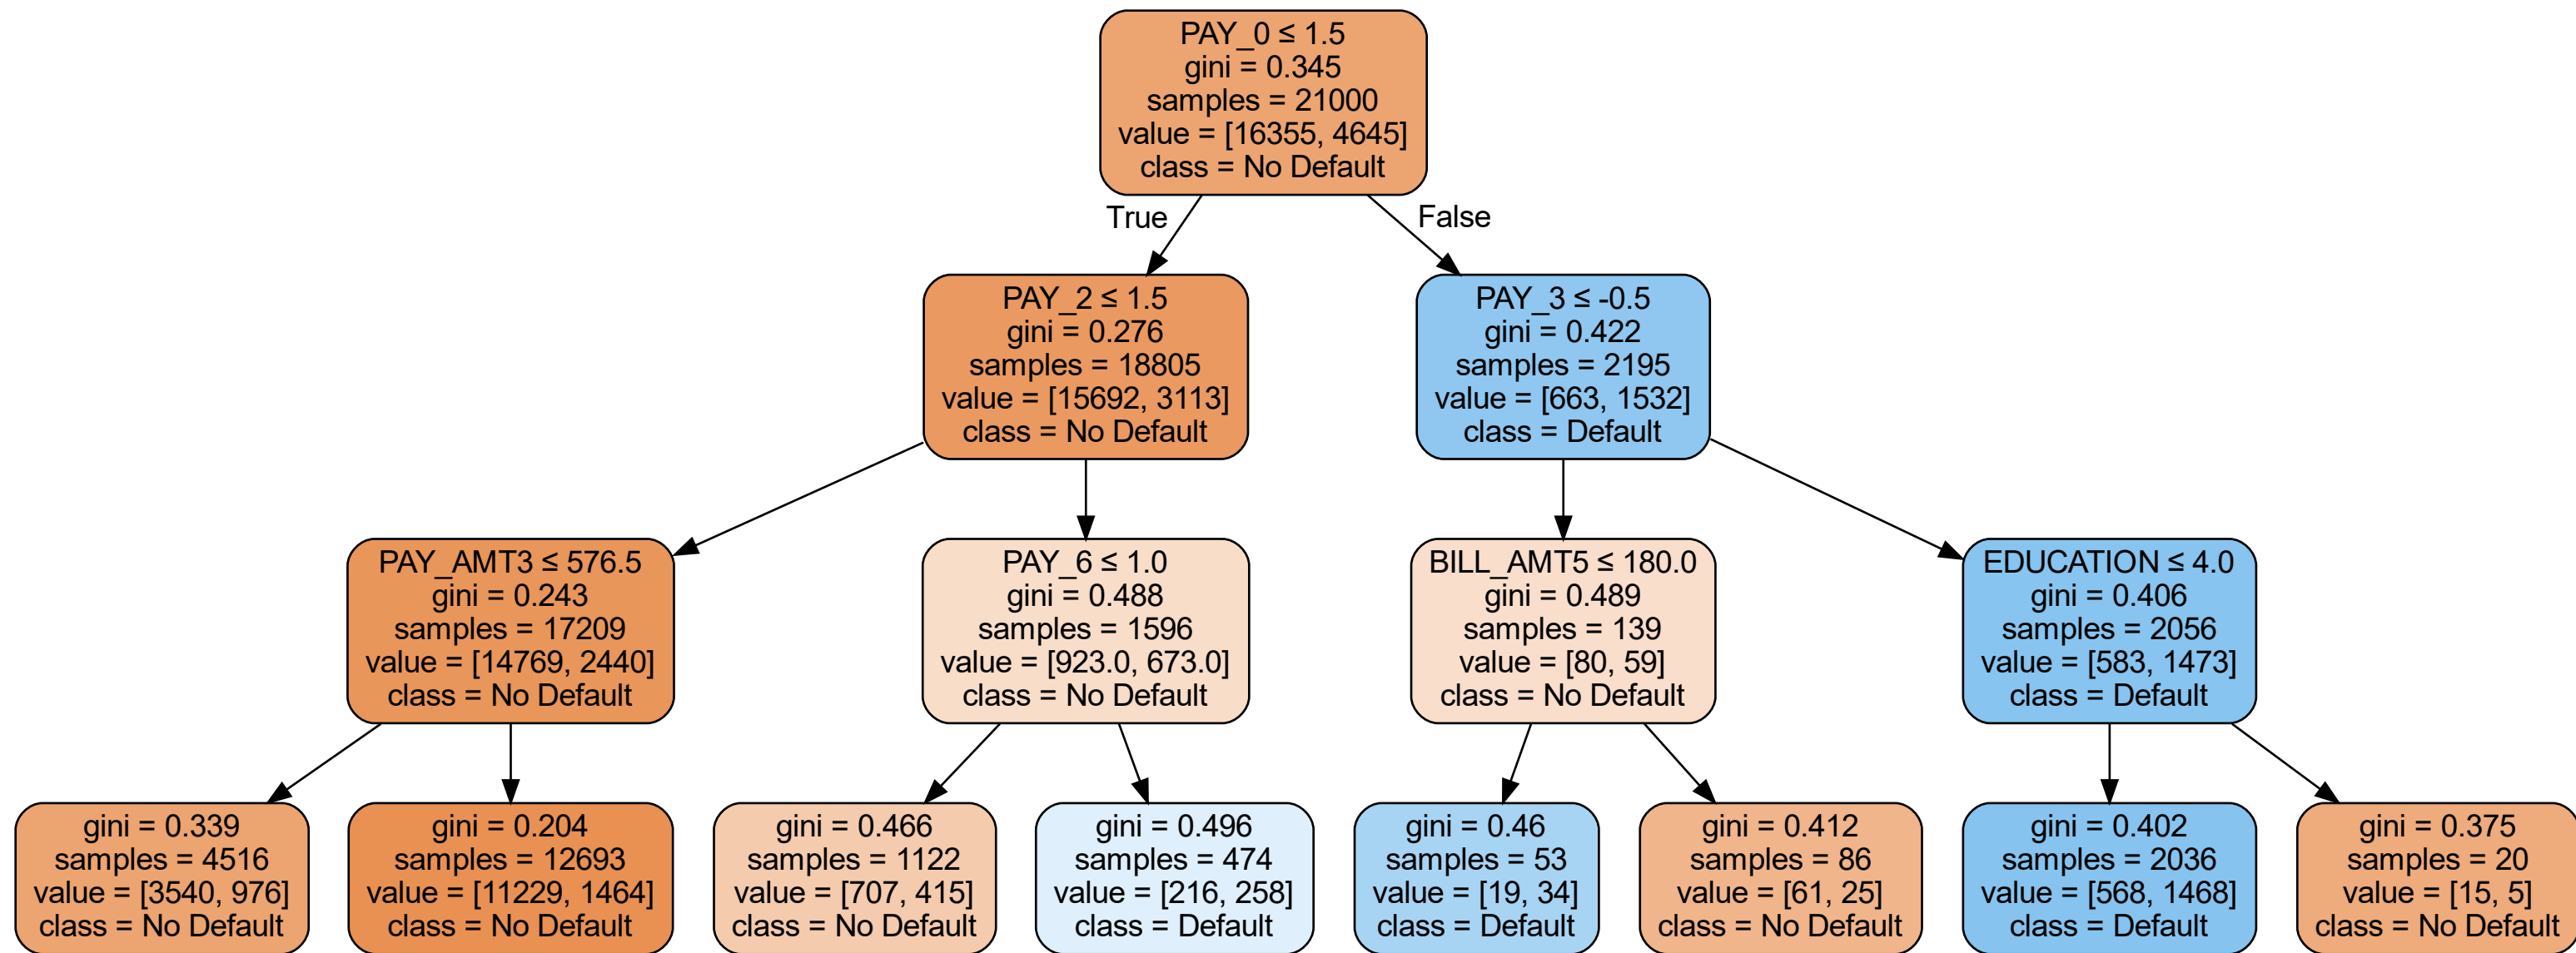 PAY_0 ≤ 1.5
gini = 0.345
samples = 21000
value = [16355, 4645]
class = No Default
True
False
PAY_2 ≤ 1.5
gini = 0.276
samples = 18805
value = [15692, 3113]
class = No Default
PAY_3 ≤ -0.5
gini = 0.422
samples = 2195
value = [663, 1532]
class = Default
PAY_AMT3 ≤ 576.5
gini = 0.243
samples = 17209
value = [14769, 2440]
class = No Default
PAY_6 ≤ 1.0
gini = 0.488
samples = 1596
value = [923.0, 673.0]
class = No Default
BILL_AMT5 ≤ 180.0
gini = 0.489
samples = 139
value = [80, 59]
class = No Default
EDUCATION ≤ 4.0
gini = 0.406
samples = 2056
value = [583, 1473]
class = Default
gini = 0.339
samples = 4516
value = [3540, 976]
class = No Default
gini = 0.204
samples = 12693
value = [11229, 1464]
class = No Default
gini = 0.466
samples = 1122
value = [707, 415]
class = No Default
gini = 0.496
samples = 474
value = [216, 258]
class = Default
gini = 0.46
samples = 53
value = [19, 34]
class = Default
gini = 0.412
samples = 86
value = [61, 25]
class = No Default
gini = 0.402
samples = 2036
value = [568, 1468]
class = Default
gini = 0.375
samples = 20
value = [15, 5]
class = No Default